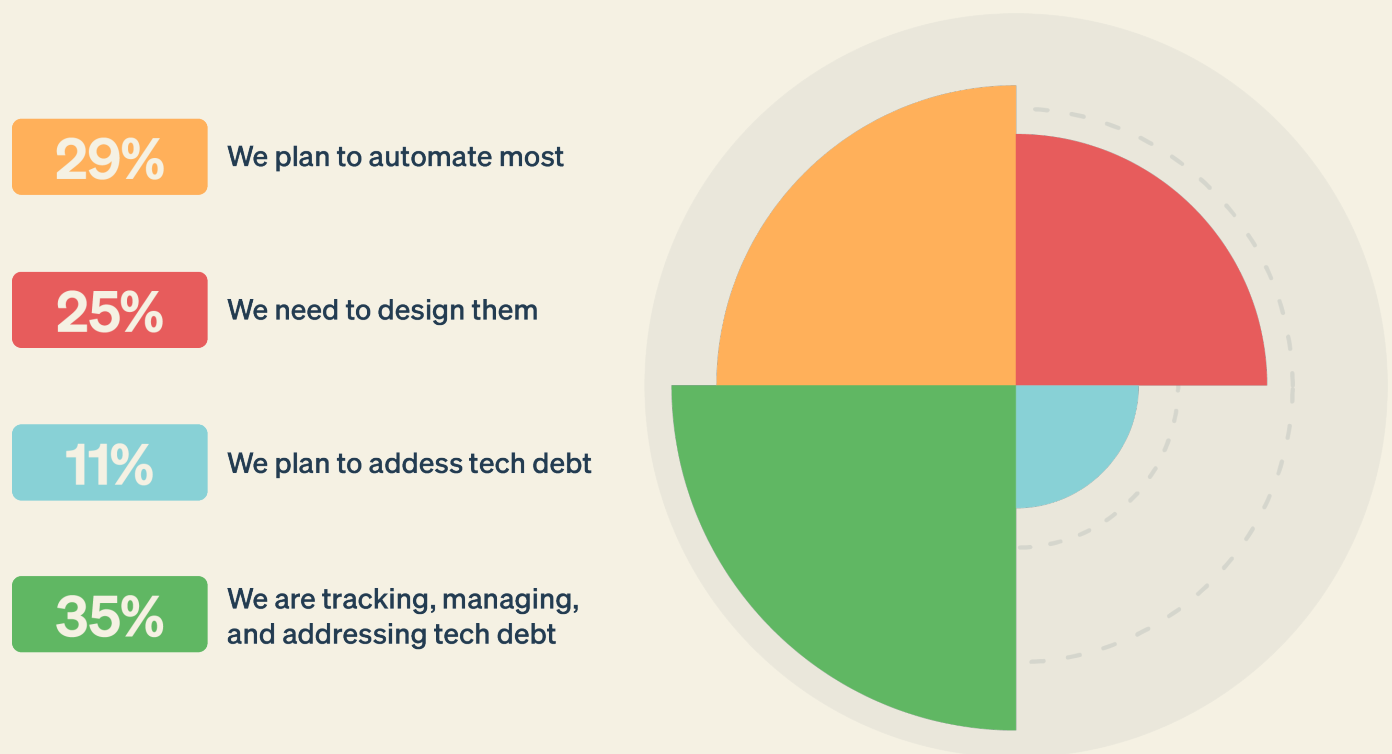 29%
We plan to automate most
25%
We need to design them
11%
We plan to addess tech debt
35%
We are tracking, managing,
and addressing tech debt